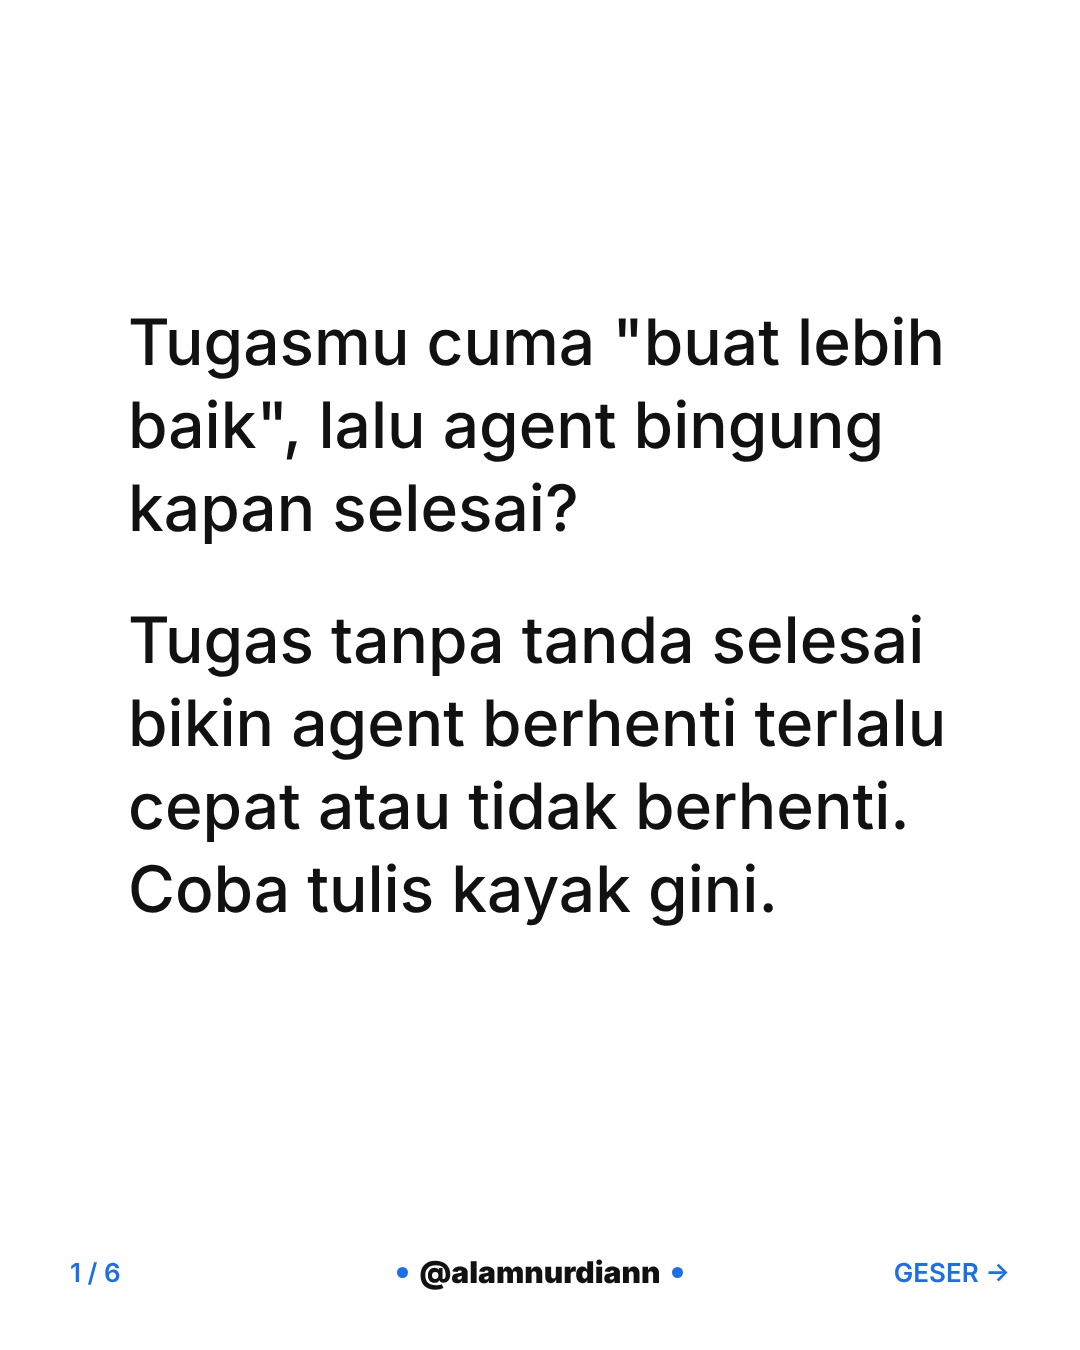 Tugasmu cuma "buat lebih
baik", lalu agent bingung
kapan selesai?
Tugas tanpa tanda selesai
bikin agent berhenti terlalu
cepat atau tidak berhenti.
Coba tulis kayak gini.
1 / 6
• @alamnurdiann •
GESER →